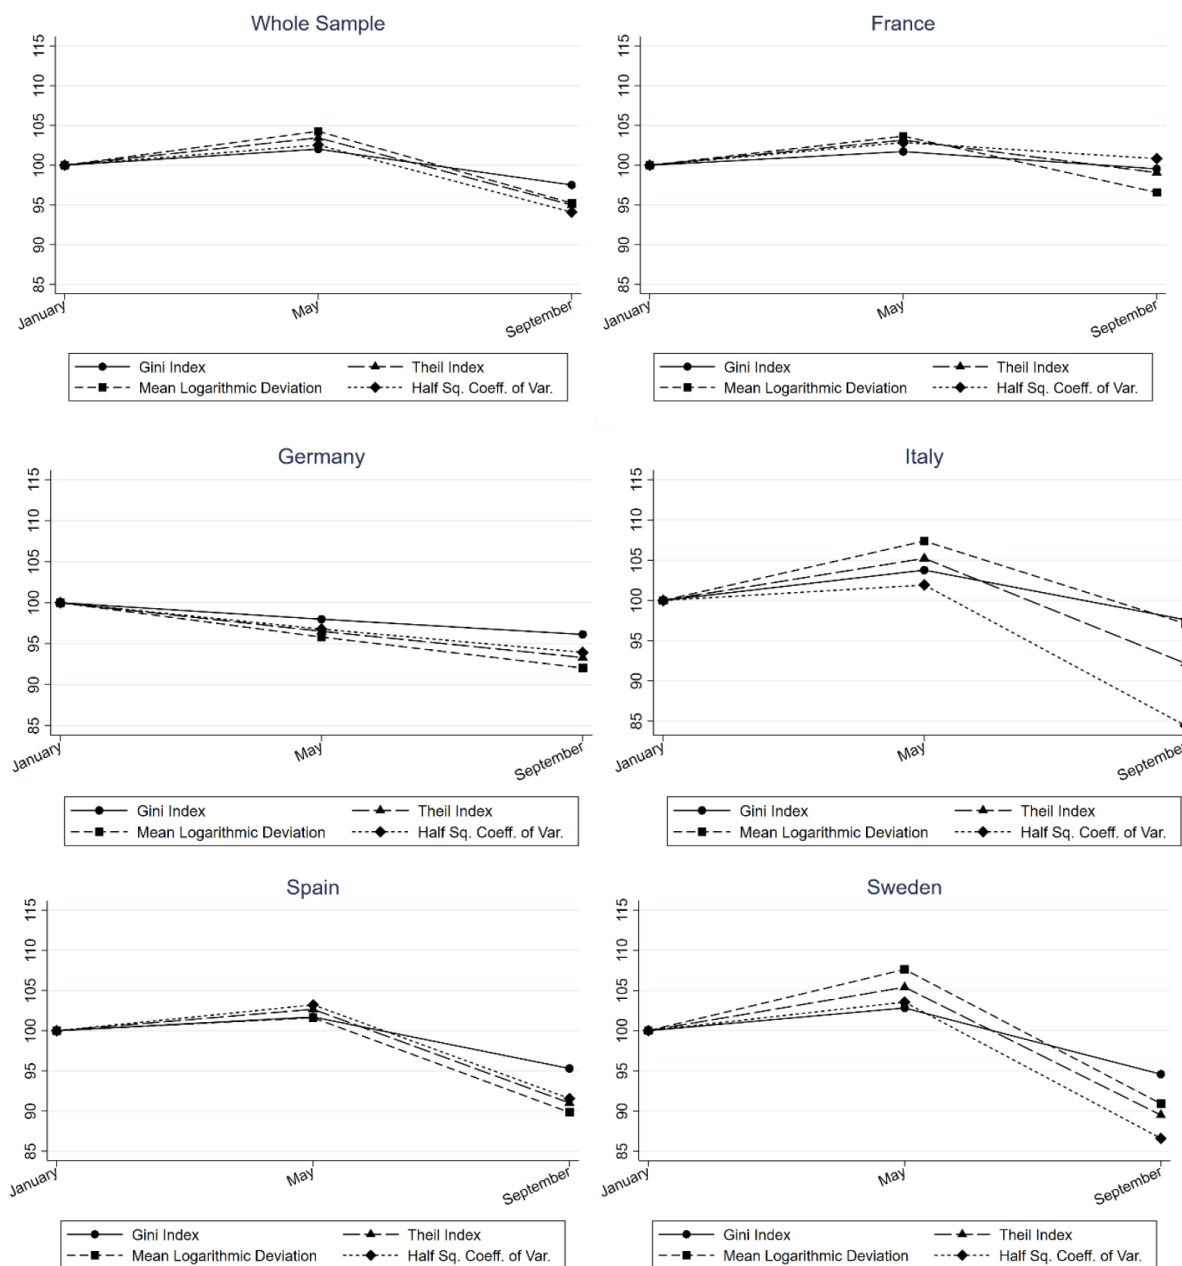 Whole Sample
115
110
105
100
95
90
85
January
May
September
Gini Index
Theil Index
Mean Logarithmic Deviation
Half Sq. Coeff. of Var.
France
115
110
105
100
95
90
85
January
May
September
Gini Index
Theil Index
Mean Logarithmic Deviation
Half Sq. Coeff. of Var.
Germany
115
110
105
100
95
90
85
January
May
September
Gini Index
Theil Index
Mean Logarithmic Deviation
Half Sq. Coeff. of Var.
Italy
115
110
105
100
95
90
85
January
May
September
Gini Index
Theil Index
Mean Logarithmic Deviation
Half Sq. Coeff. of Var.
Spain
115
110
105
100
95
90
85
January
May
September
Gini Index
Theil Index
Mean Logarithmic Deviation
Half Sq. Coeff. of Var.
Sweden
115
110
105
100
95
90
85
January
May
September
Gini Index
Theil Index
Mean Logarithmic Deviation
Half Sq. Coeff. of Var.